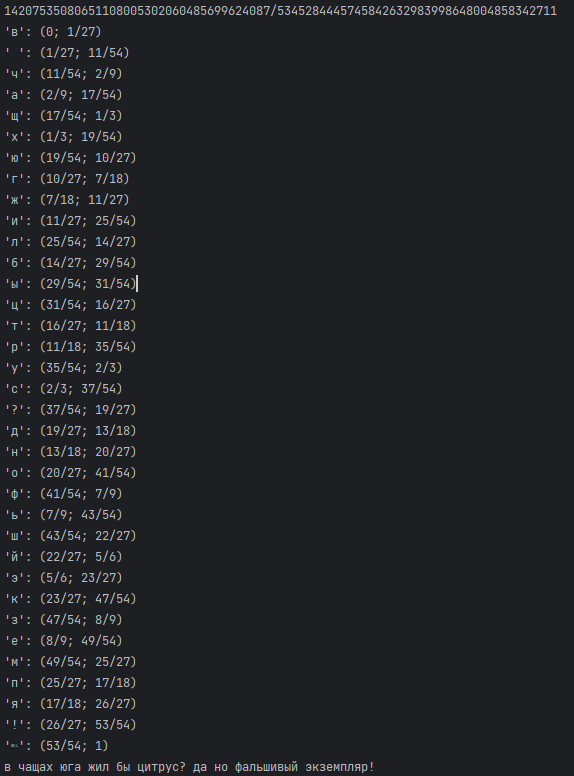 14207535080651108005302060485699624087/53452844457458426329839986480048583427​11
'в': (0; 1/27)
' ': (1/27; 11/54)
'ч': (11/54; 2/9)
'а': (2/9; 17/54)
'щ': (17/54; 1/3)
'х': (1/3; 19/54)
'ю': (19/54; 10/27)
'г': (10/27; 7/18)
'ж': (7/18; 11/27)
'и': (11/27; 25/54)
'л': (25/54; 14/27)
'б': (14/27; 29/54)
'ы': (29/54; 31/54)
'ц': (31/54; 16/27)
'т': (16/27; 11/18)
'р': (11/18; 35/54)
'у': (35/54; 2/3)
'с': (2/3; 37/54)
'?': (37/54; 19/27)
'д': (19/27; 13/18)
'н': (13/18; 20/27)
'о': (20/27; 41/54)
'ф': (41/54; 7/9)
'ь': (7/9; 43/54)
'ш': (43/54; 22/27)
'й': (22/27; 5/6)
'э': (5/6; 23/27)
'к': (23/27; 47/54)
'з': (47/54; 8/9)
'е': (8/9; 49/54)
'м': (49/54; 25/27)
'п': (25/27; 17/18)
'я': (17/18; 26/27)
'!': (26/27; 53/54)
'': (53/54; 1)
в чащах юга жил бы цитрус? да но фальшивый экземпляр!